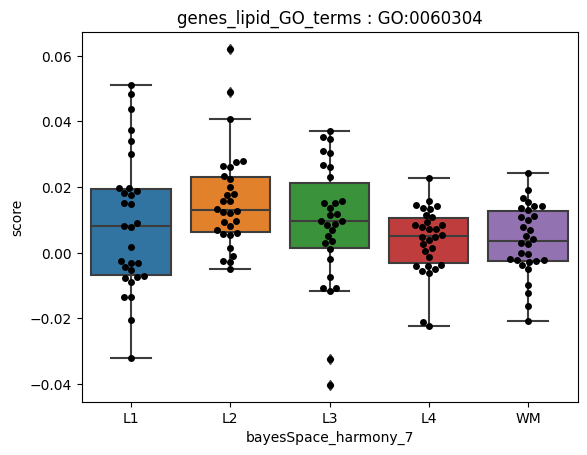 genes_lipid_GO_terms : GO:0060304
0.06
0.04
0.02
0.00
−0.02
−0.04
score
L1 L2 L3 L4 WM
bayesSpace_harmony_7